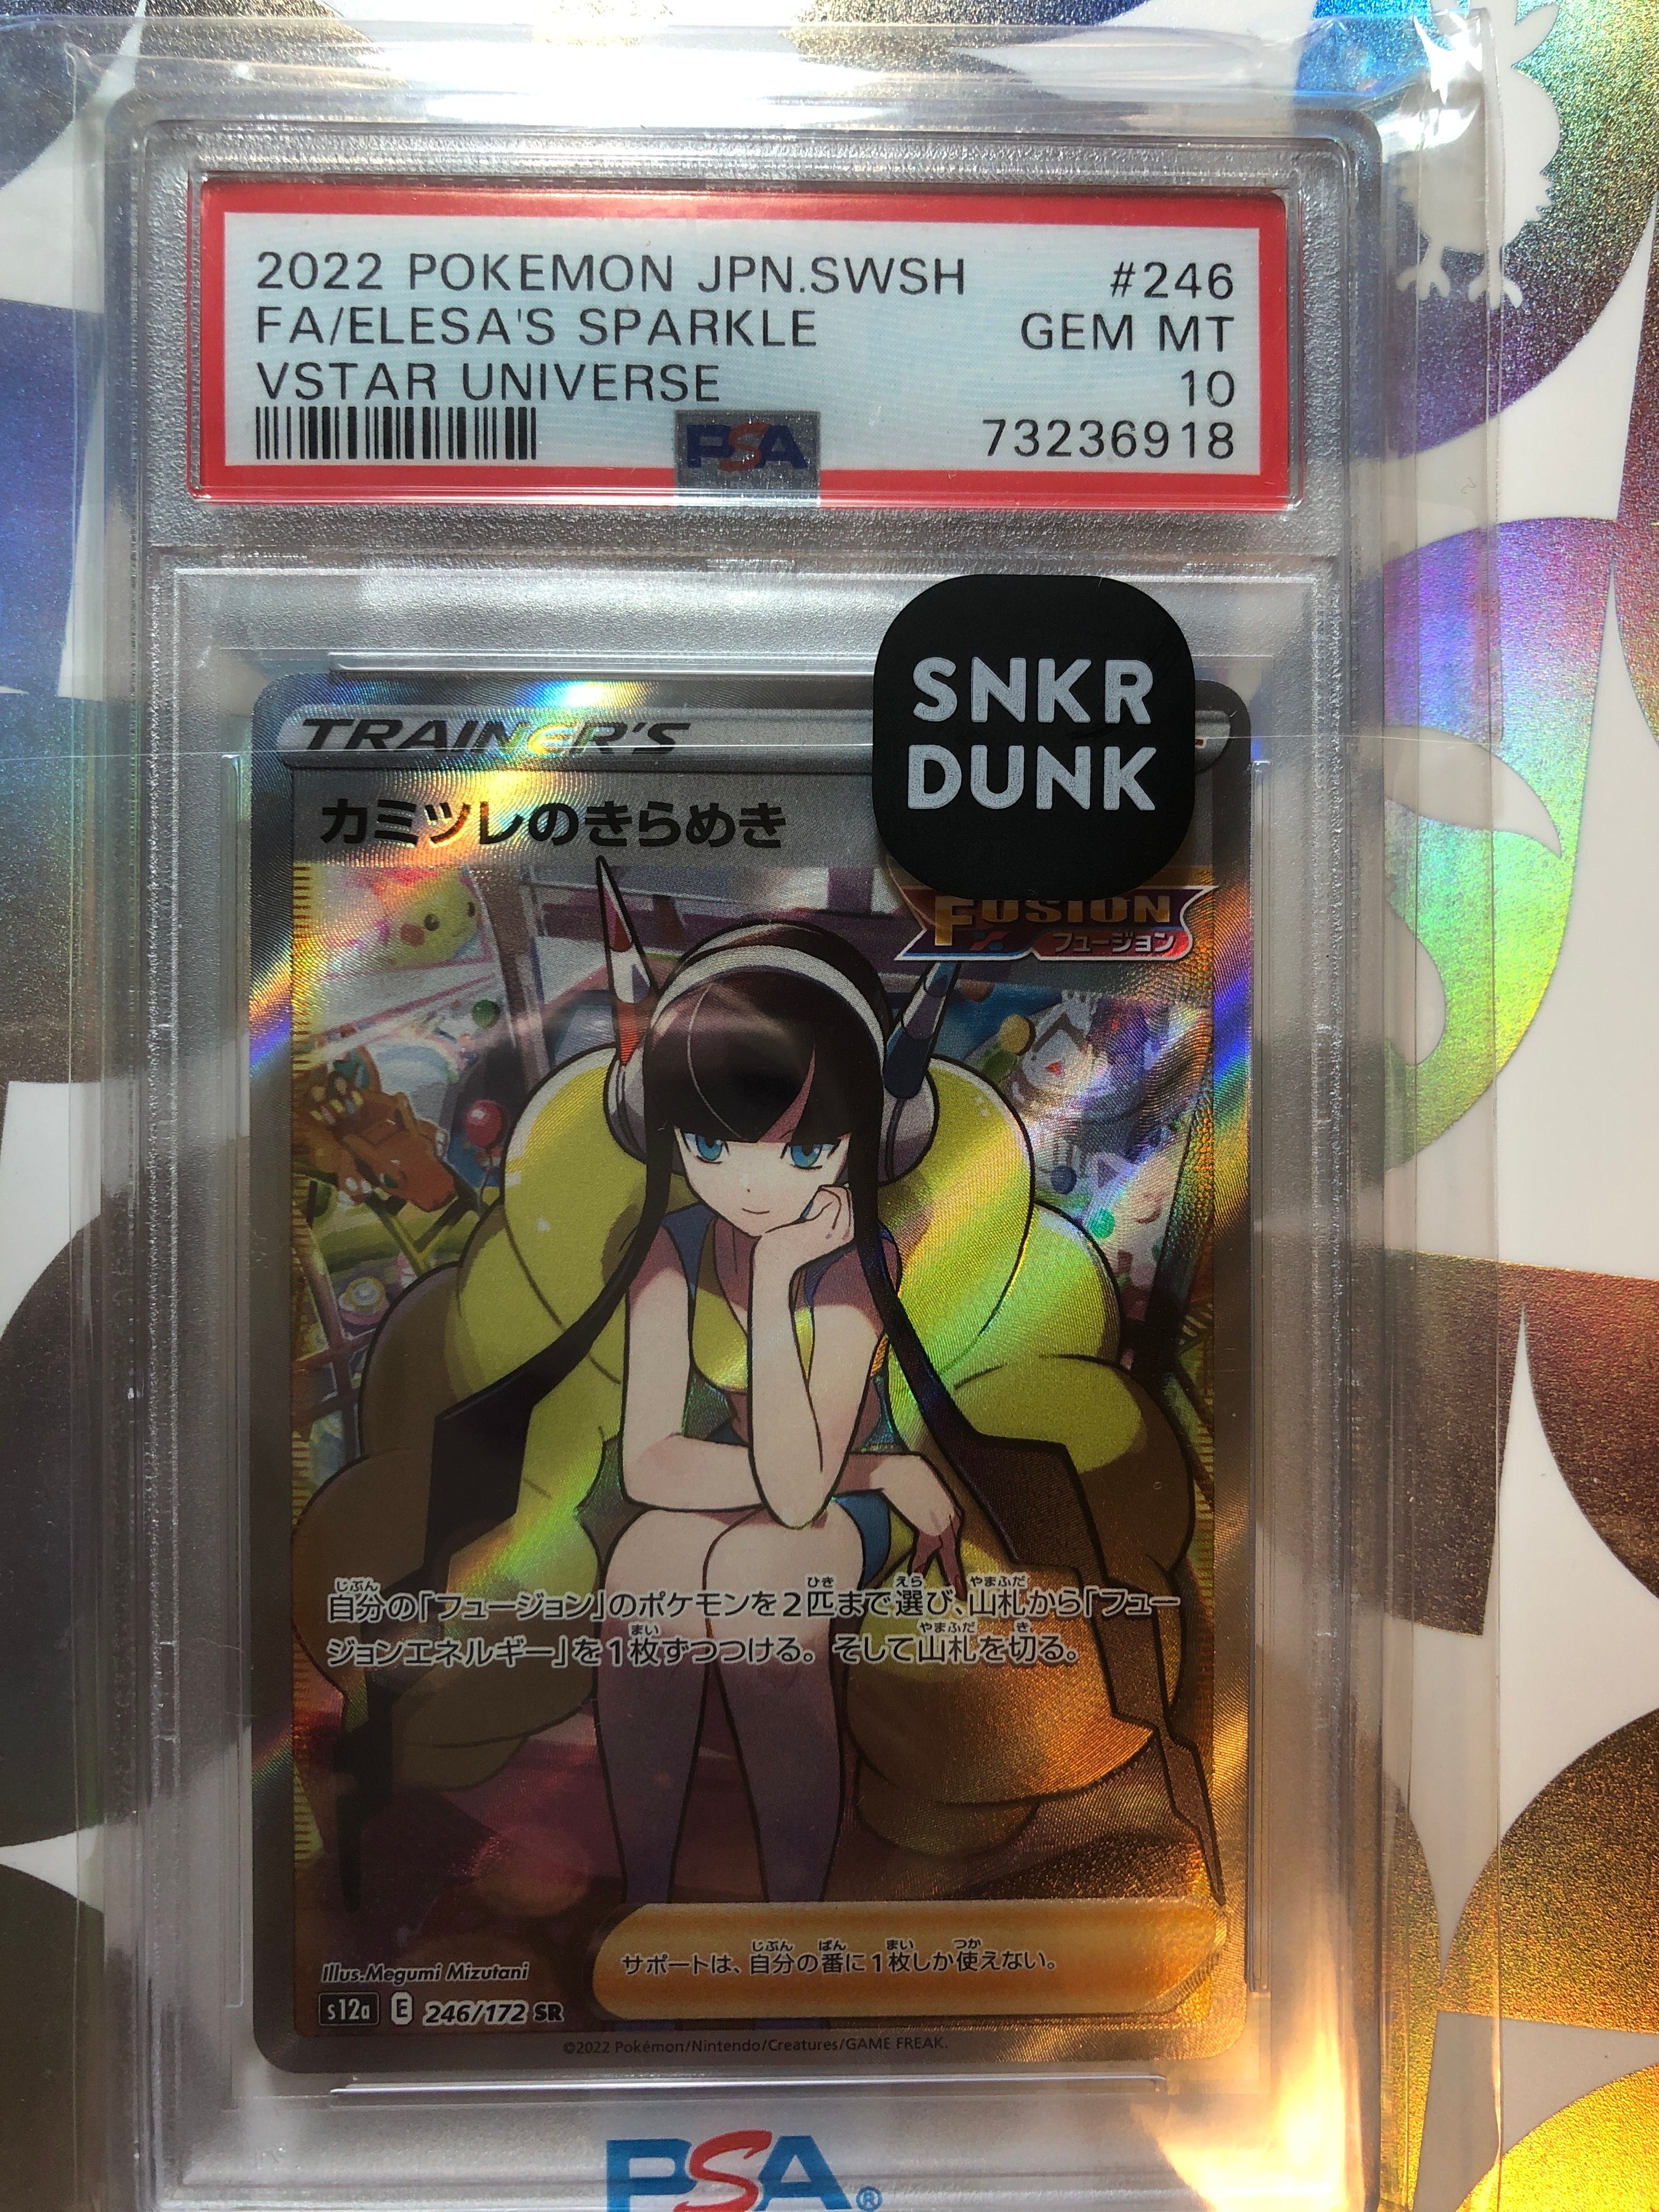 2022 POKEMON JPN.SWSH #246
FA/ELESA'S SPARKLE GEM MT
VSTAR UNIVERSE 10
PSA 73236918
SNKR
DUNK
TRAINER'S
カミツレのきらめき
FUSION
フュージョン
自分の「フュージョン」のポケモンを2匹まで選び、山札から「フュー
ジョンエネルギー」を1枚ずつつける。そして山札を切る。
サポートは、自分の番に1枚しか使えない。
Illus.Megumi Mizutani
s12a E 246/172 SR
©2022 Pokémon/Nintendo/Creatures/GAME FREAK.
PSA®